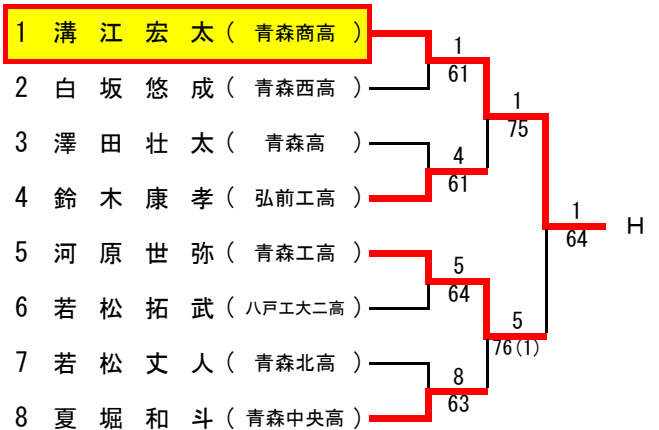 1 溝江宏太(青森商高)
2 白坂悠成(青森西高)
3 澤田壮太(青森高)
4 鈴木康孝(弘前工高)
5 河原世弥(青森工高)
6 若松拓武(八戸工大二高)
7 若松丈人(青森北高)
8 夏堀和斗(青森中央高)
1
61
4
61
5
64
8
63
1
75
5
76(1)
1
64
H